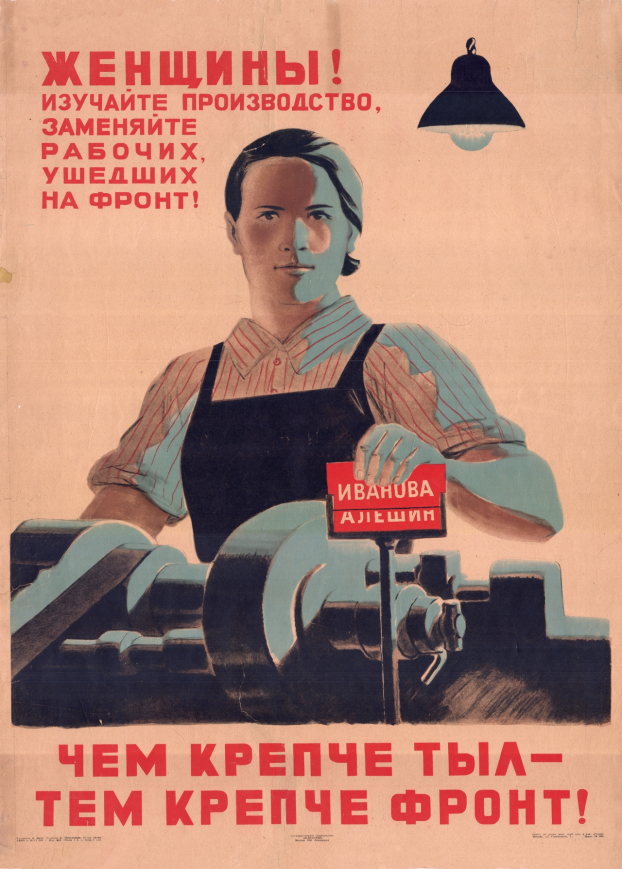 ЖЕНЩИНЫ!
ИЗУЧАЙТЕ ПРОИЗВОДСТВО,
ЗАМЕНЯЙТЕ
РАБОЧИХ,
УШЕДШИХ
НА ФРОНТ!
ИВАНОВА
АЛЕШИН
ЧЕМ КРЕПЧЕ ТЫЛ—
ТЕМ КРЕПЧЕ ФРОНТ!